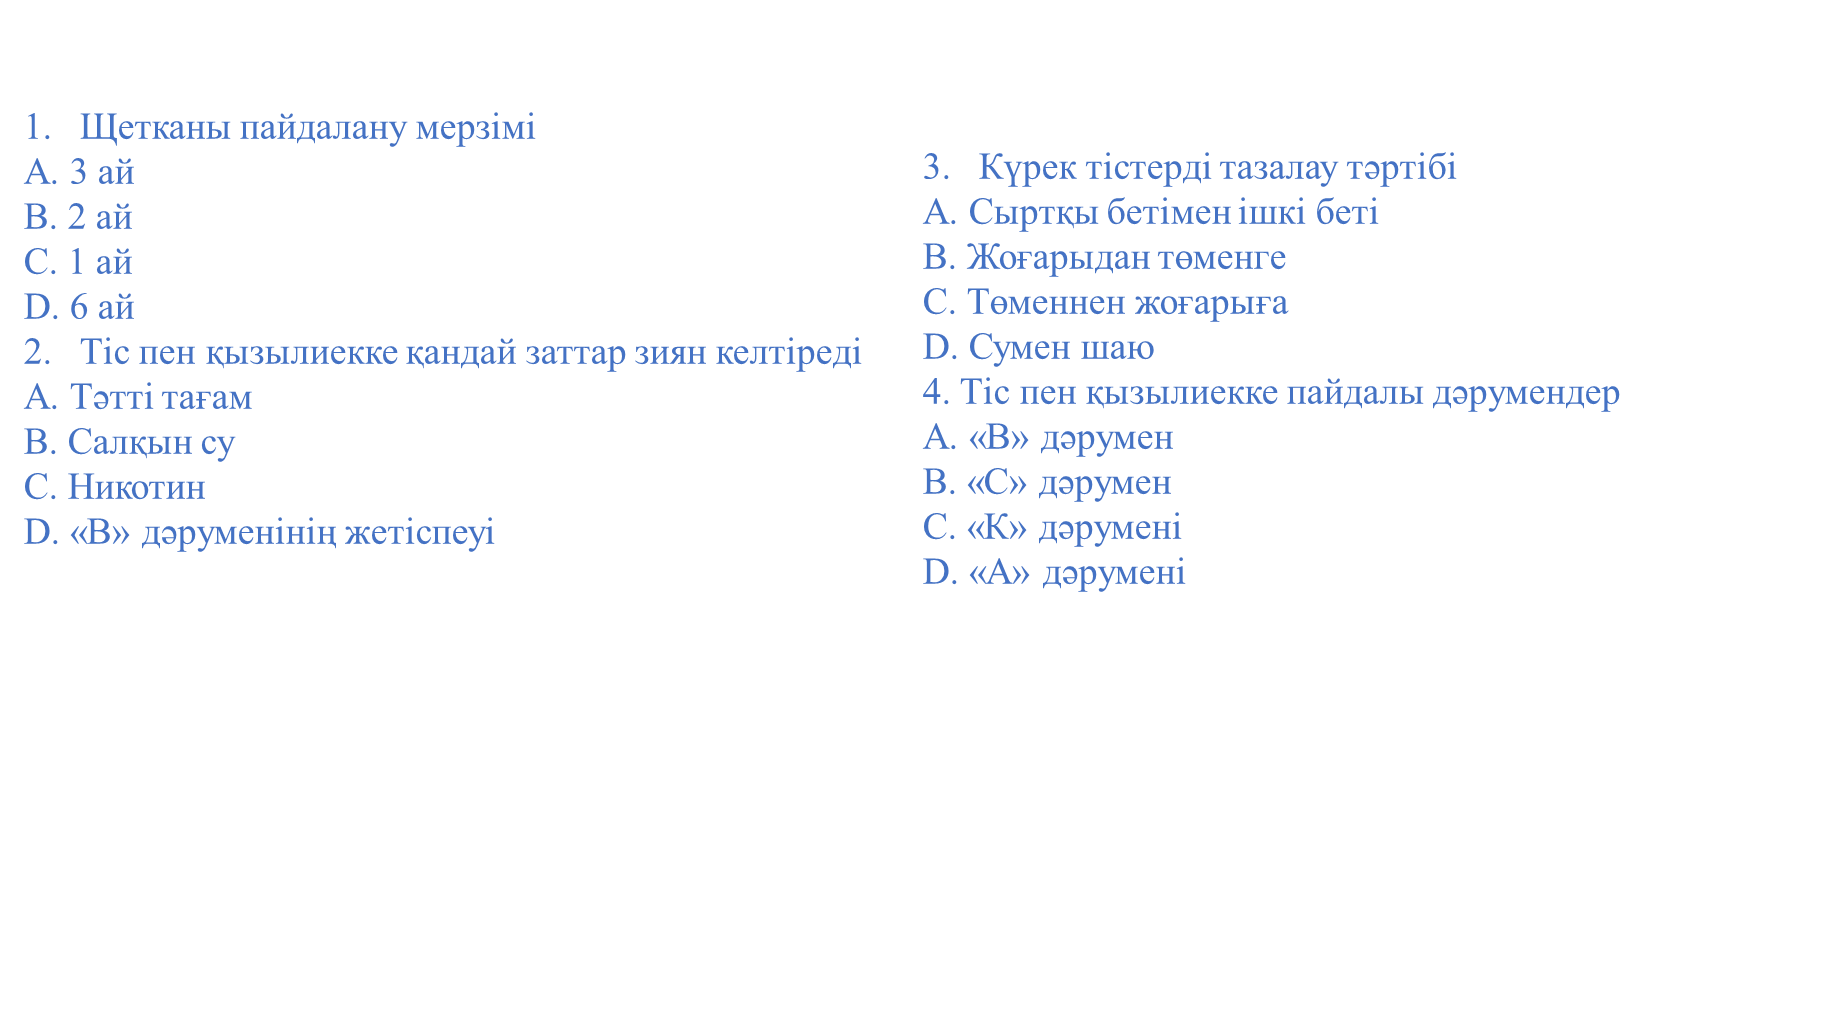 1. Щетканы пайдалану мерзімі
A. 3 ай
B. 2 ай
C. 1 ай
D. 6 ай
2. Тіс пен қызылиекке қандай заттар зиян келтіреді
A. Тәтті тағам
B. Салқын су
C. Никотин
D. «В» дәруменінің жетіспеуі
3. Күрек тістерді тазалау тәртібі
A. Сыртқы бетімен ішкі беті
B. Жоғарыдан төменге
C. Төменнен жоғарыға
D. Сумен шаю
4. Тіс пен қызылиекке пайдалы дәрумендер
A. «В» дәрумен
B. «С» дәрумен
C. «К» дәрумені
D. «А» дәрумені